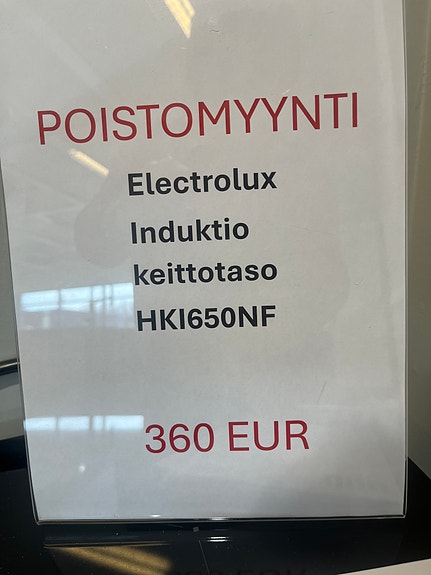 POISTOMYYNTI
Electrolux
Induktio
keittotaso
HKI650NF
360 EUR